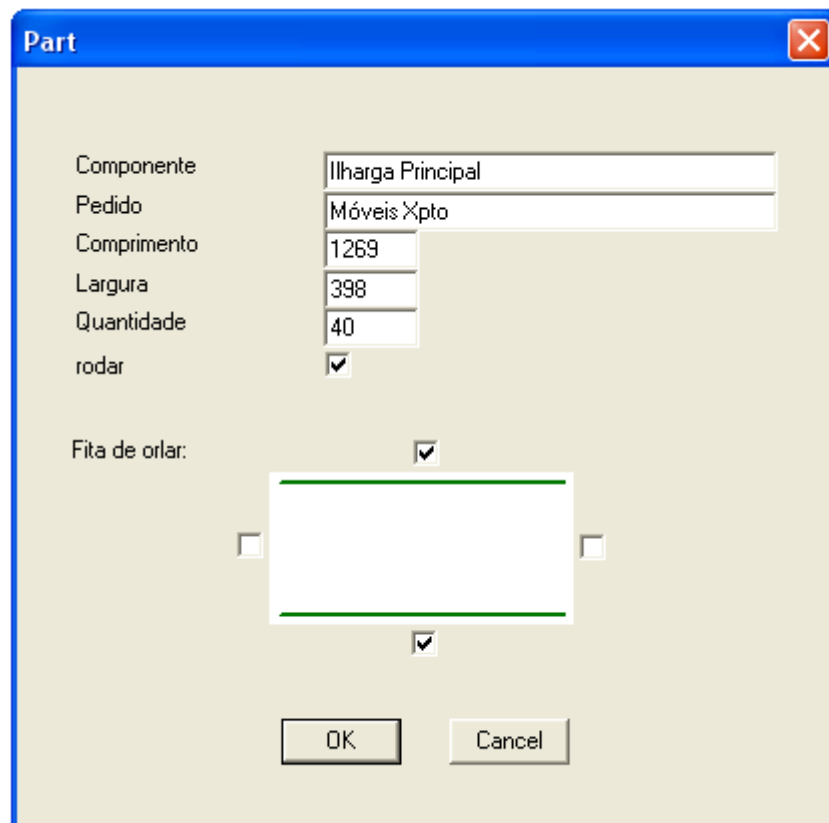 Part
Componente Ilharga Principal
Pedido Móveis Xpto
Comprimento 1269
Largura 398
Quantidade 40
rodar
Fita de orlar:
OK Cancel